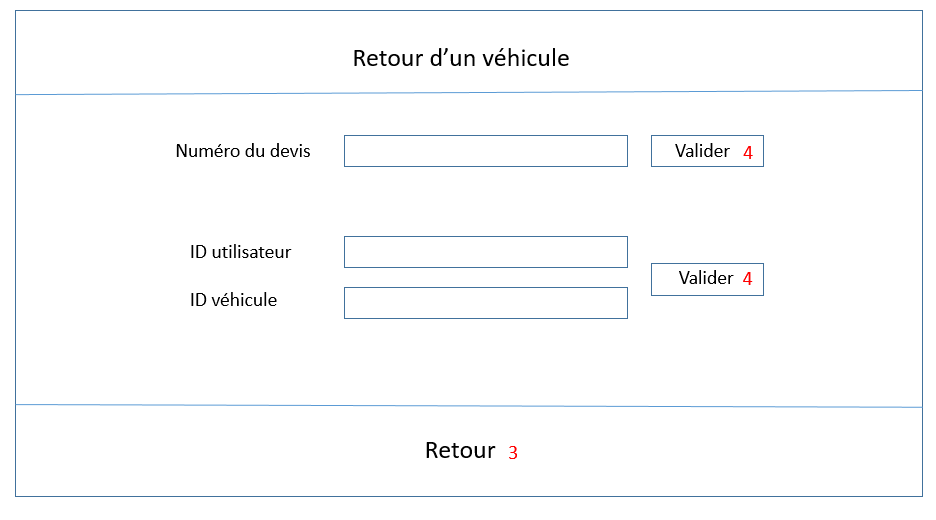 Retour d’un véhicule
Numéro du devis Valider 4
ID utilisateur
Valider 4
ID véhicule
Retour 3